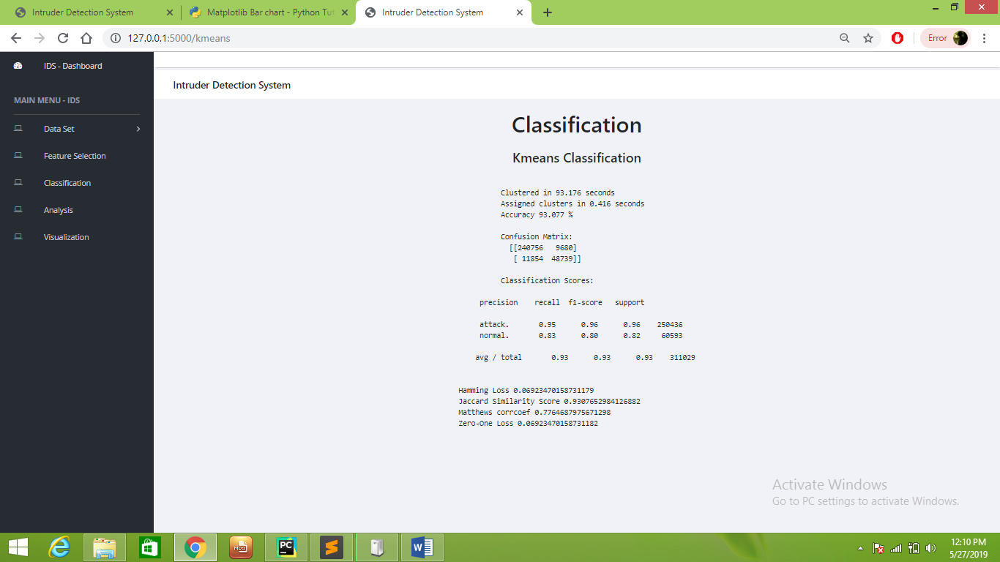 Intruder Detection System
Matplotlib Bar chart - Python Tut
Intruder Detection System
127.0.0.1:5000/kmeans
Error
IDS - Dashboard
MAIN MENU - IDS
Data Set
Feature Selection
Classification
Analysis
Visualization
Intruder Detection System
Classification
Kmeans Classification
Clustered in 93.176 seconds
Assigned clusters in 0.416 seconds
Accuracy 93.077 %
Confusion Matrix:
[[240756 9680]
[ 11854 48739]]
Classification Scores:
precision recall f1-score support
attack. 0.95 0.96 0.96 250436
normal. 0.83 0.80 0.82 60593
avg / total 0.93 0.93 0.93 311029
Hamming Loss 0.06923470158731179
Jaccard Similarity Score 0.9307652984126882
Matthews corrcoef 0.7764687975671298
Zero-One Loss 0.06923470158731182
Activate Windows
Go to PC settings to activate Windows.
MP3
PC
W
12:10 PM
5/27/2019